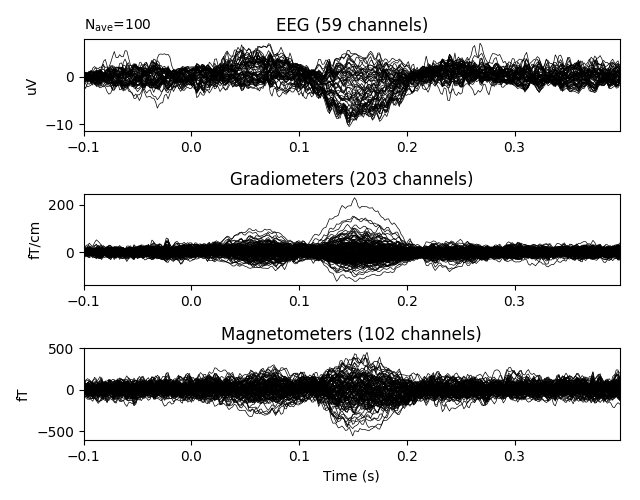 Nave=100
EEG (59 channels)
0
−10
uV
−0.1 0.0 0.1 0.2 0.3
Gradiometers (203 channels)
200
0
fT/cm
−0.1 0.0 0.1 0.2 0.3
Magnetometers (102 channels)
500
0
−500
fT
−0.1 0.0 0.1 0.2 0.3
Time (s)